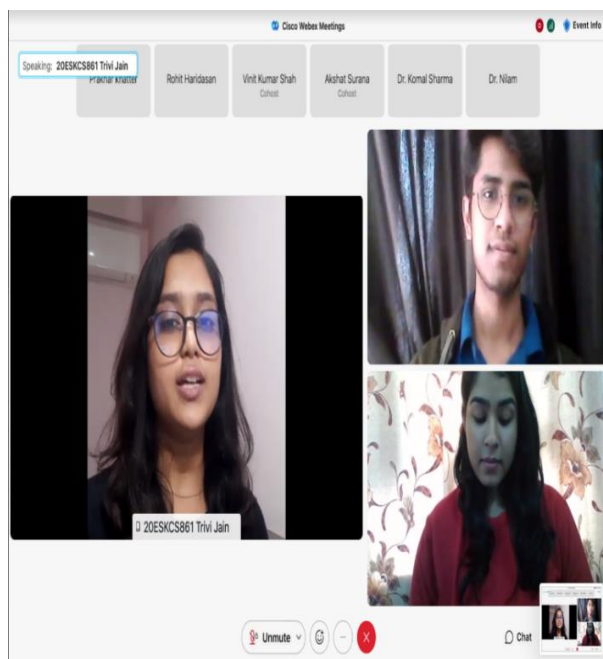 Cisco Webex Meetings
Event Info
Speaking: 20ESKCS861 Trivi Jain
Prakhar Khatter
Rohit Haridasan
Vinit Kumar Shah
Cohost
Akshat Surana
Cohost
Dr. Komal Sharma
Dr. Nilam
20ESKCS861 Trivi Jain
Unmute
Chat